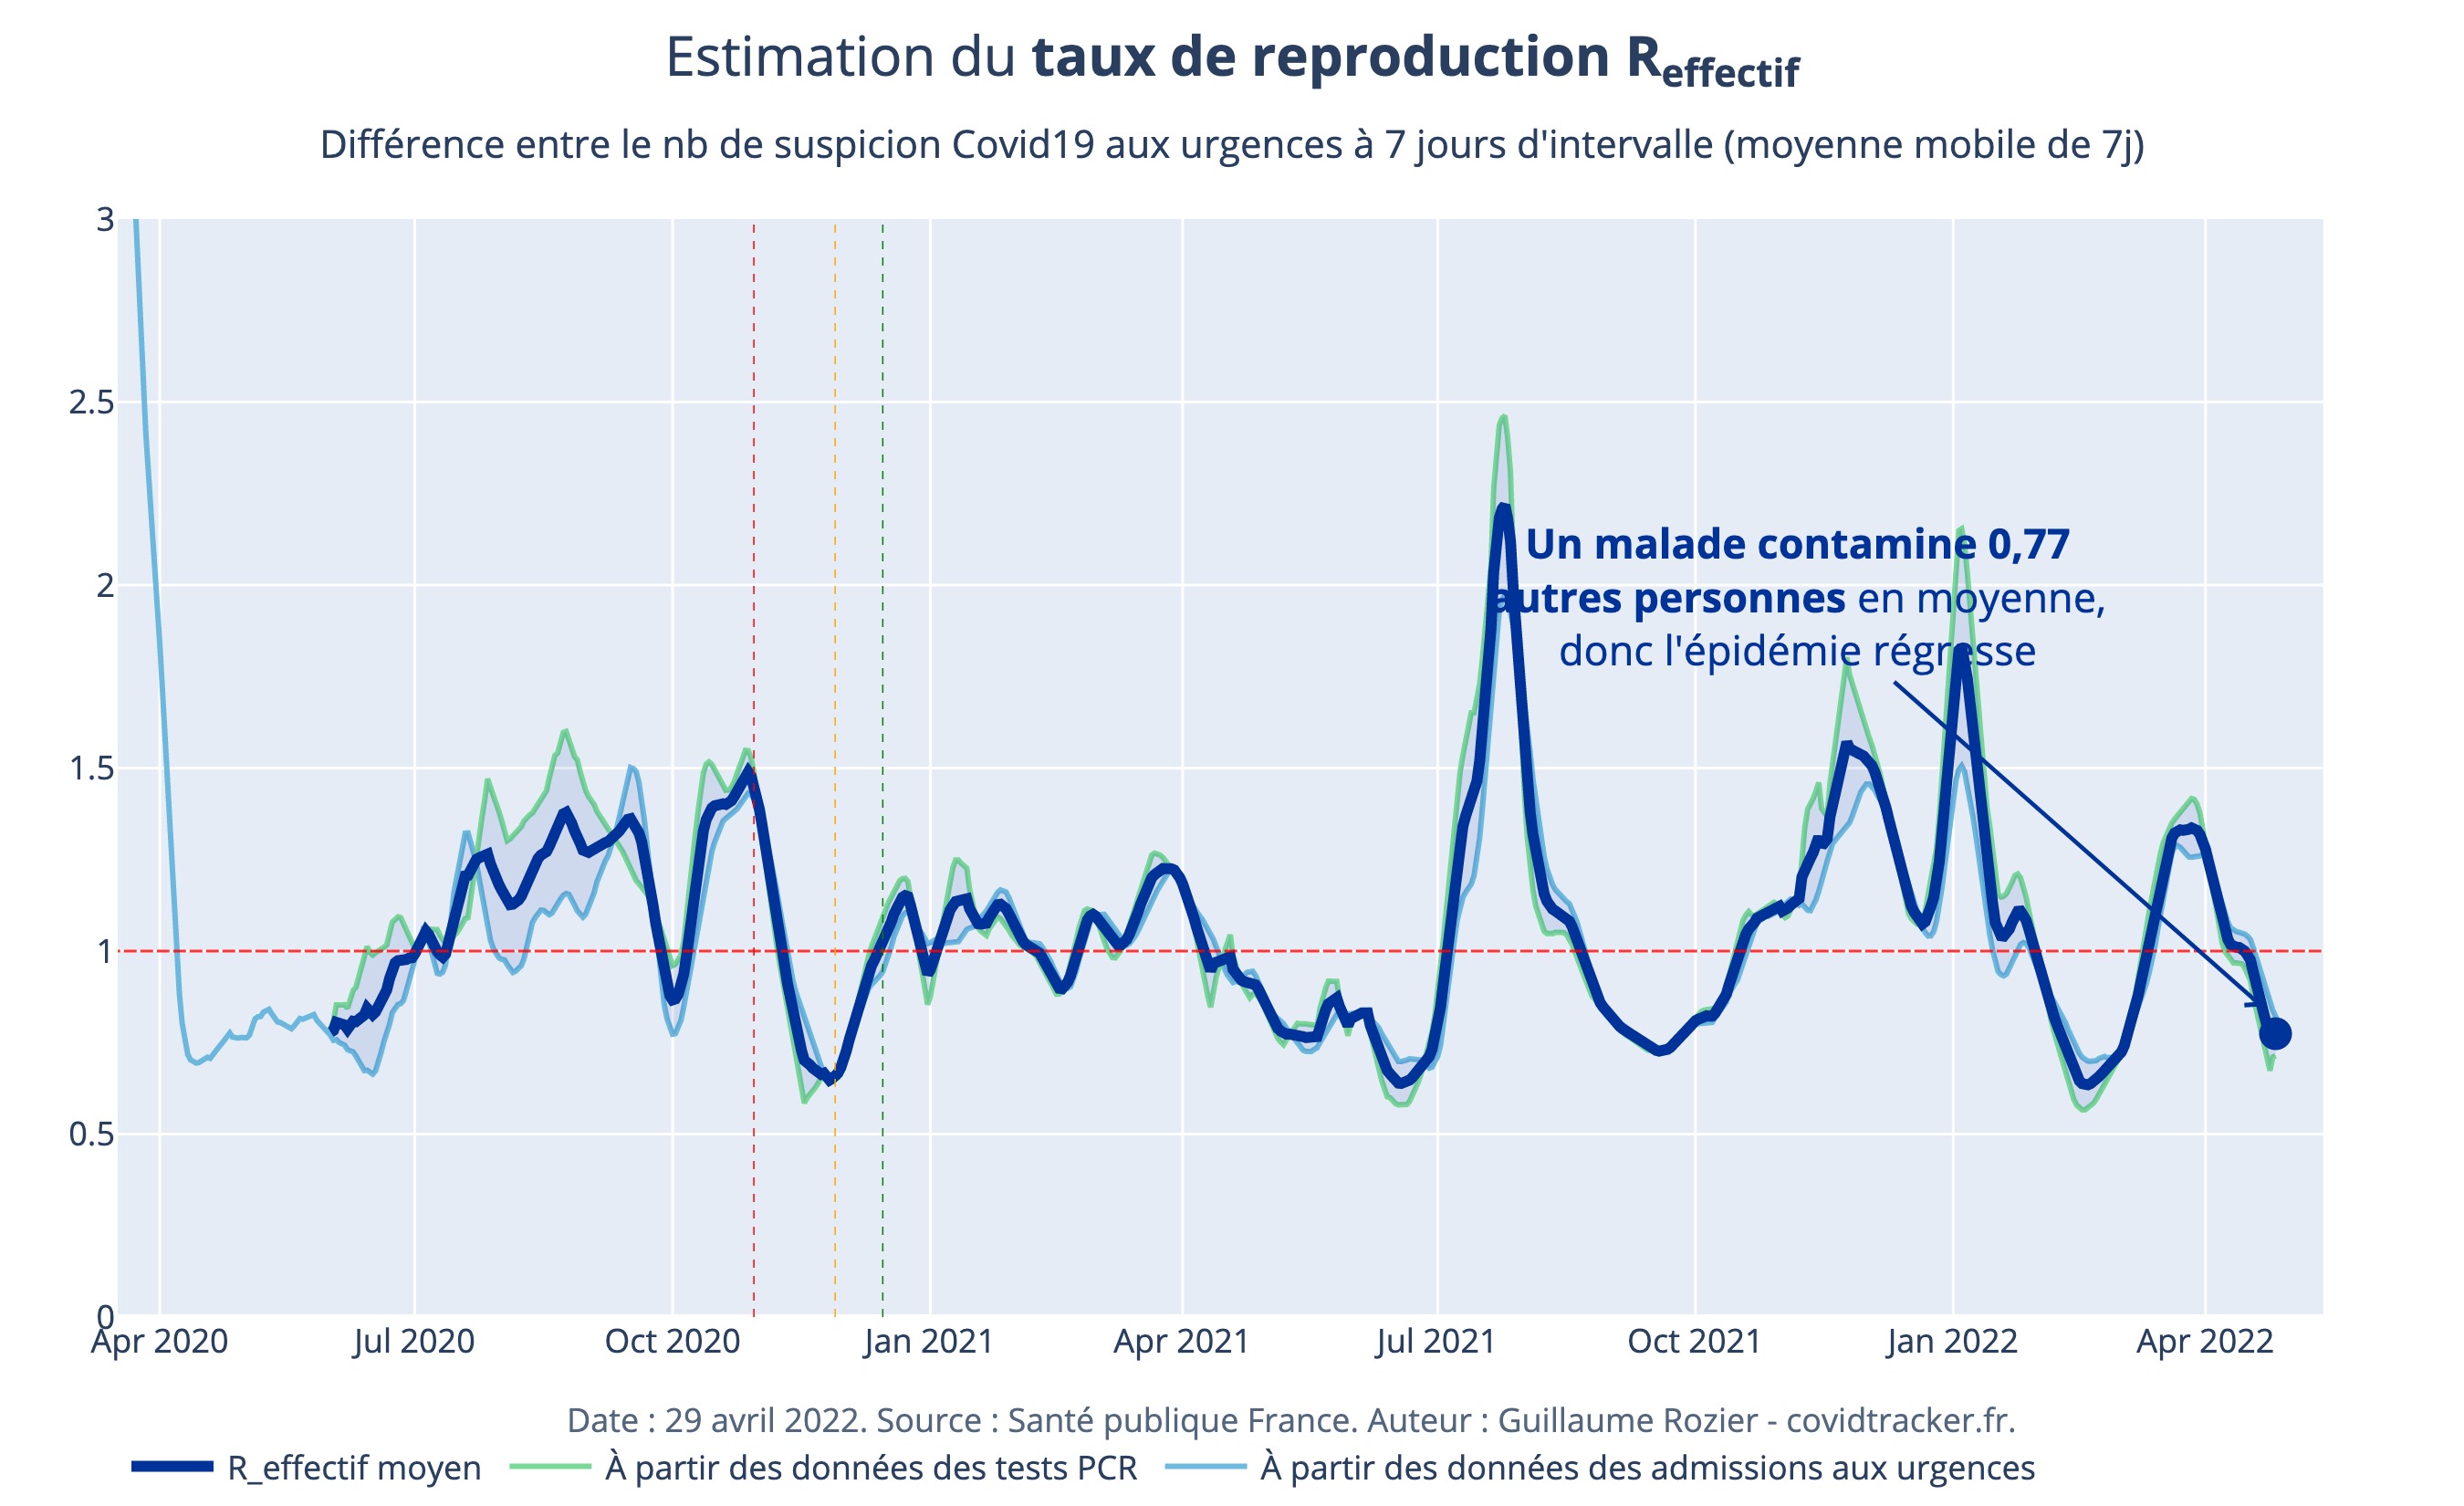 Estimation du taux de reproduction Reffectif
Différence entre le nb de suspicion Covid19 aux urgences à 7 jours d'intervalle (moyenne mobile de 7j)
3
2.5
2
1.5
1
0.5
0
Un malade contamine 0,77
autres personnes en moyenne,
donc l'épidémie régresse
Apr 2020 Jul 2020 Oct 2020 Jan 2021 Apr 2021 Jul 2021 Oct 2021 Jan 2022 Apr 2022
Date : 29 avril 2022. Source : Santé publique France. Auteur : Guillaume Rozier - covidtracker.fr.
R_effectif moyen À partir des données des tests PCR À partir des données des admissions aux urgences